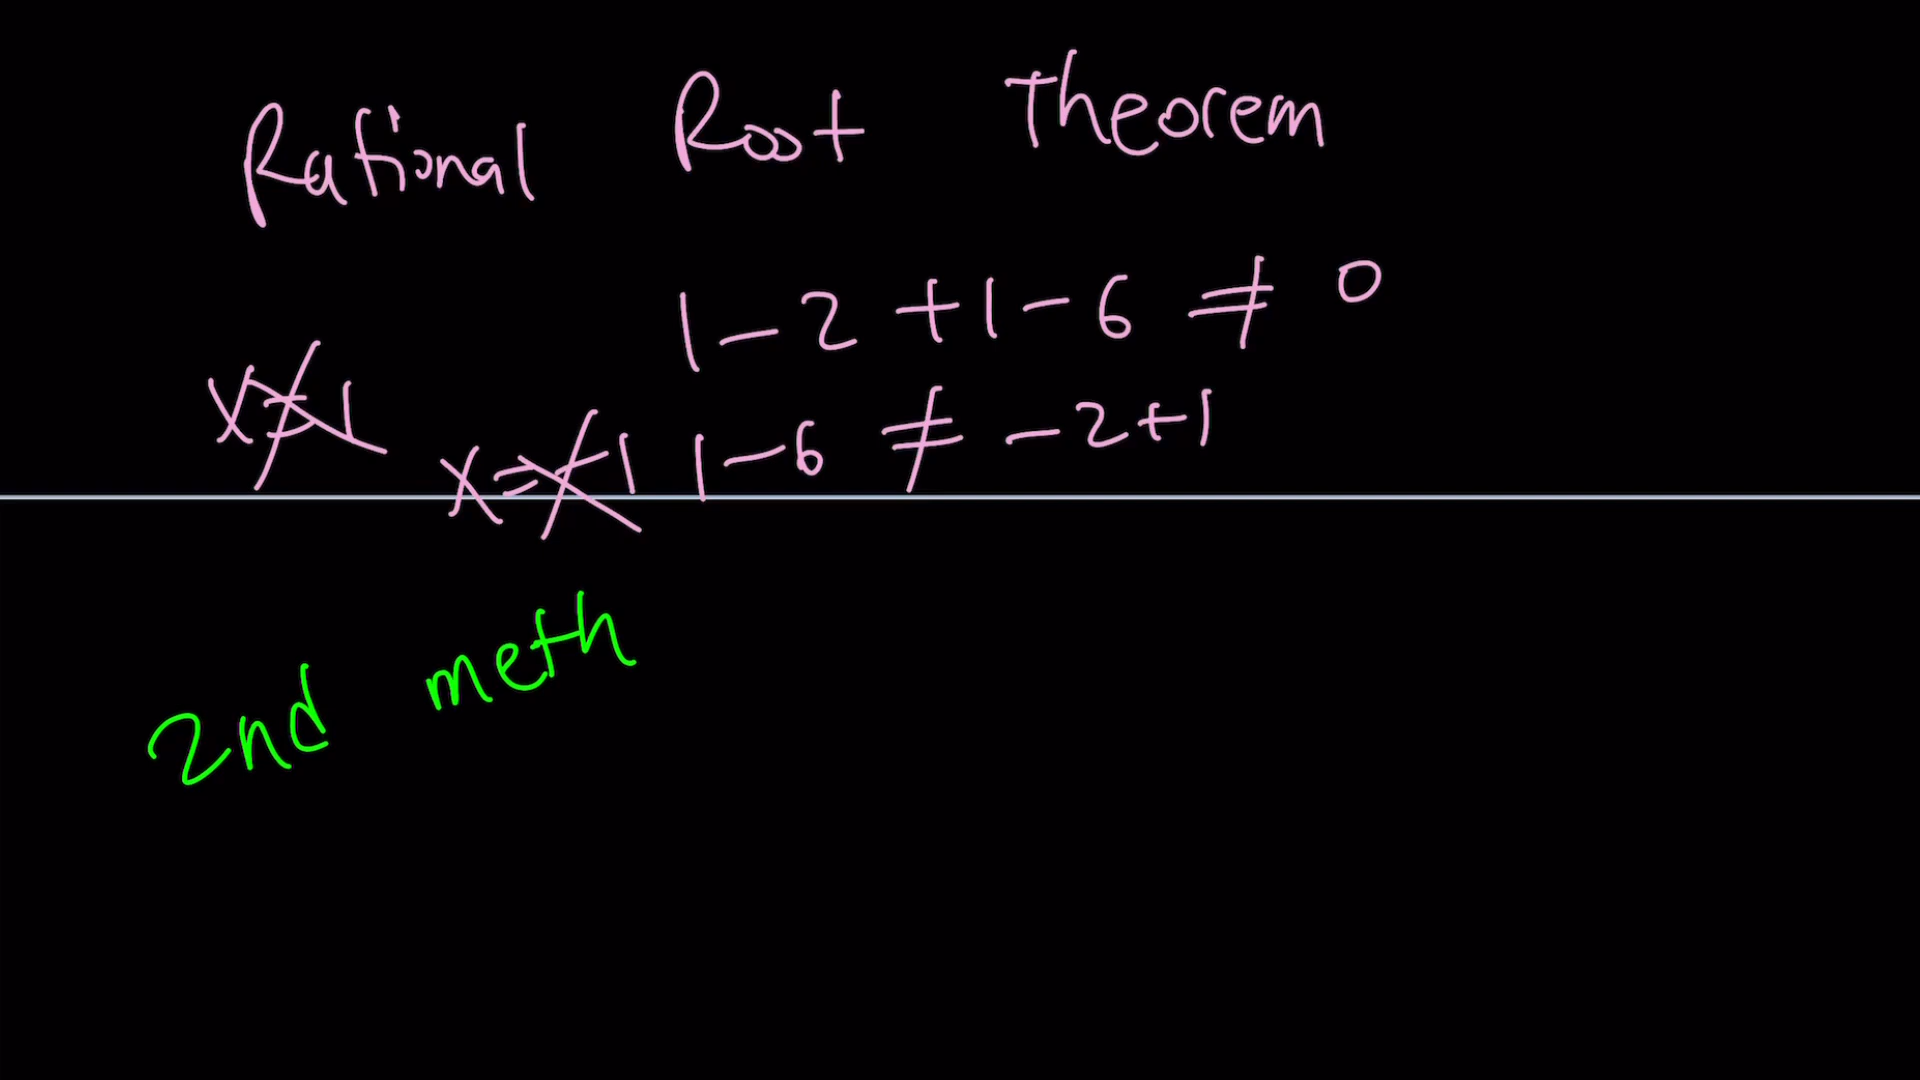 Rational Root Theorem
1 - 2 + 1 - 6 ≠ 0
x = 1
x = -1 1 - 6 ≠ -2 + 1
2nd meth